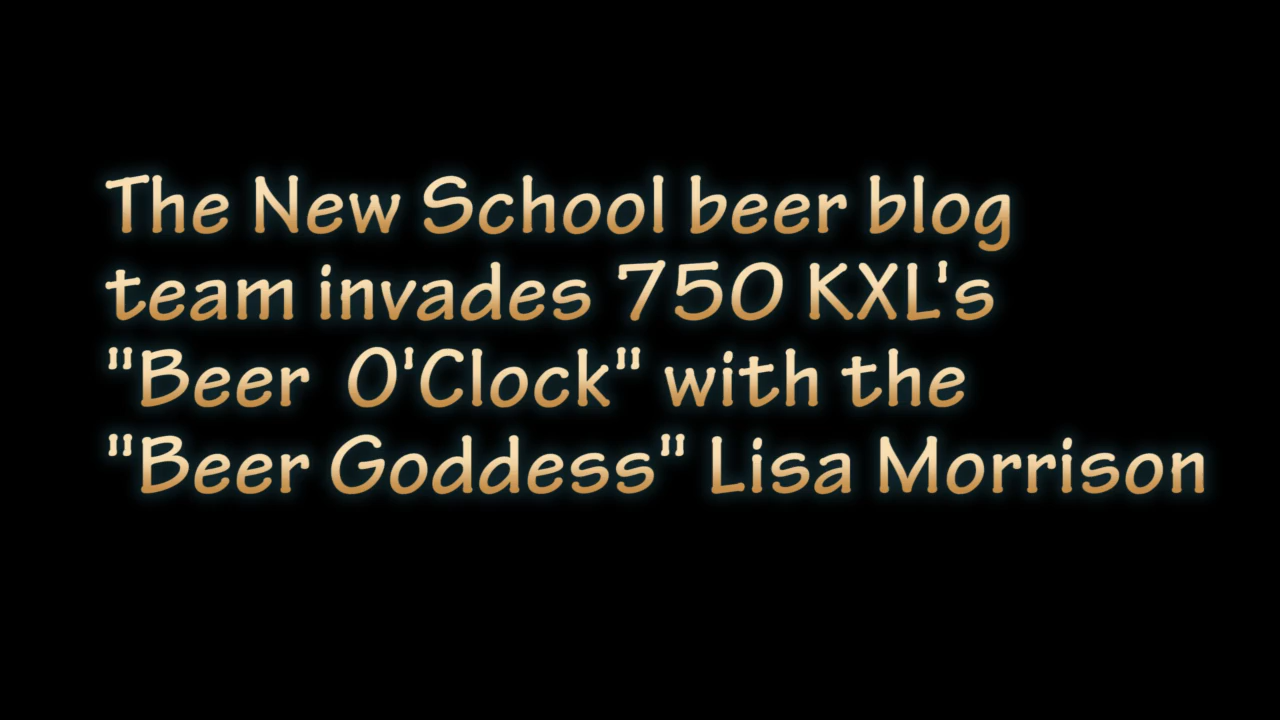 The New School beer blog
team invades 750 KXL's
"Beer  O'Clock" with the
"Beer Goddess" Lisa Morrison